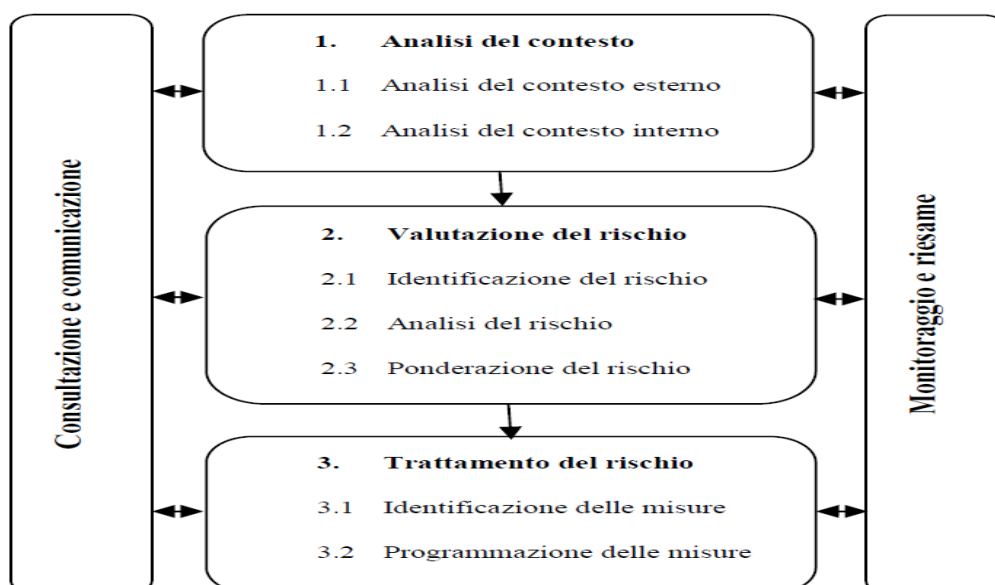 Consultazione e comunicazione
1. Analisi del contesto
1.1 Analisi del contesto esterno
1.2 Analisi del contesto interno
2. Valutazione del rischio
2.1 Identificazione del rischio
2.2 Analisi del rischio
2.3 Ponderazione del rischio
3. Trattamento del rischio
3.1 Identificazione delle misure
3.2 Programmazione delle misure
Monitoraggio e riesame